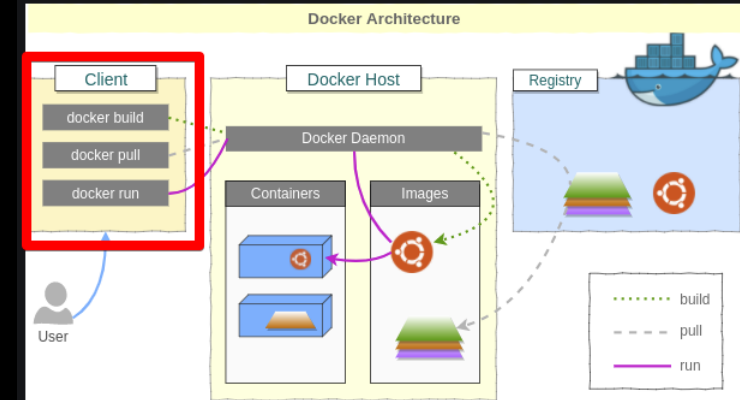 Docker Architecture
Client
docker build
docker pull
docker run
User
Docker Host
Docker Daemon
Containers
Images
Registry
build
pull
run